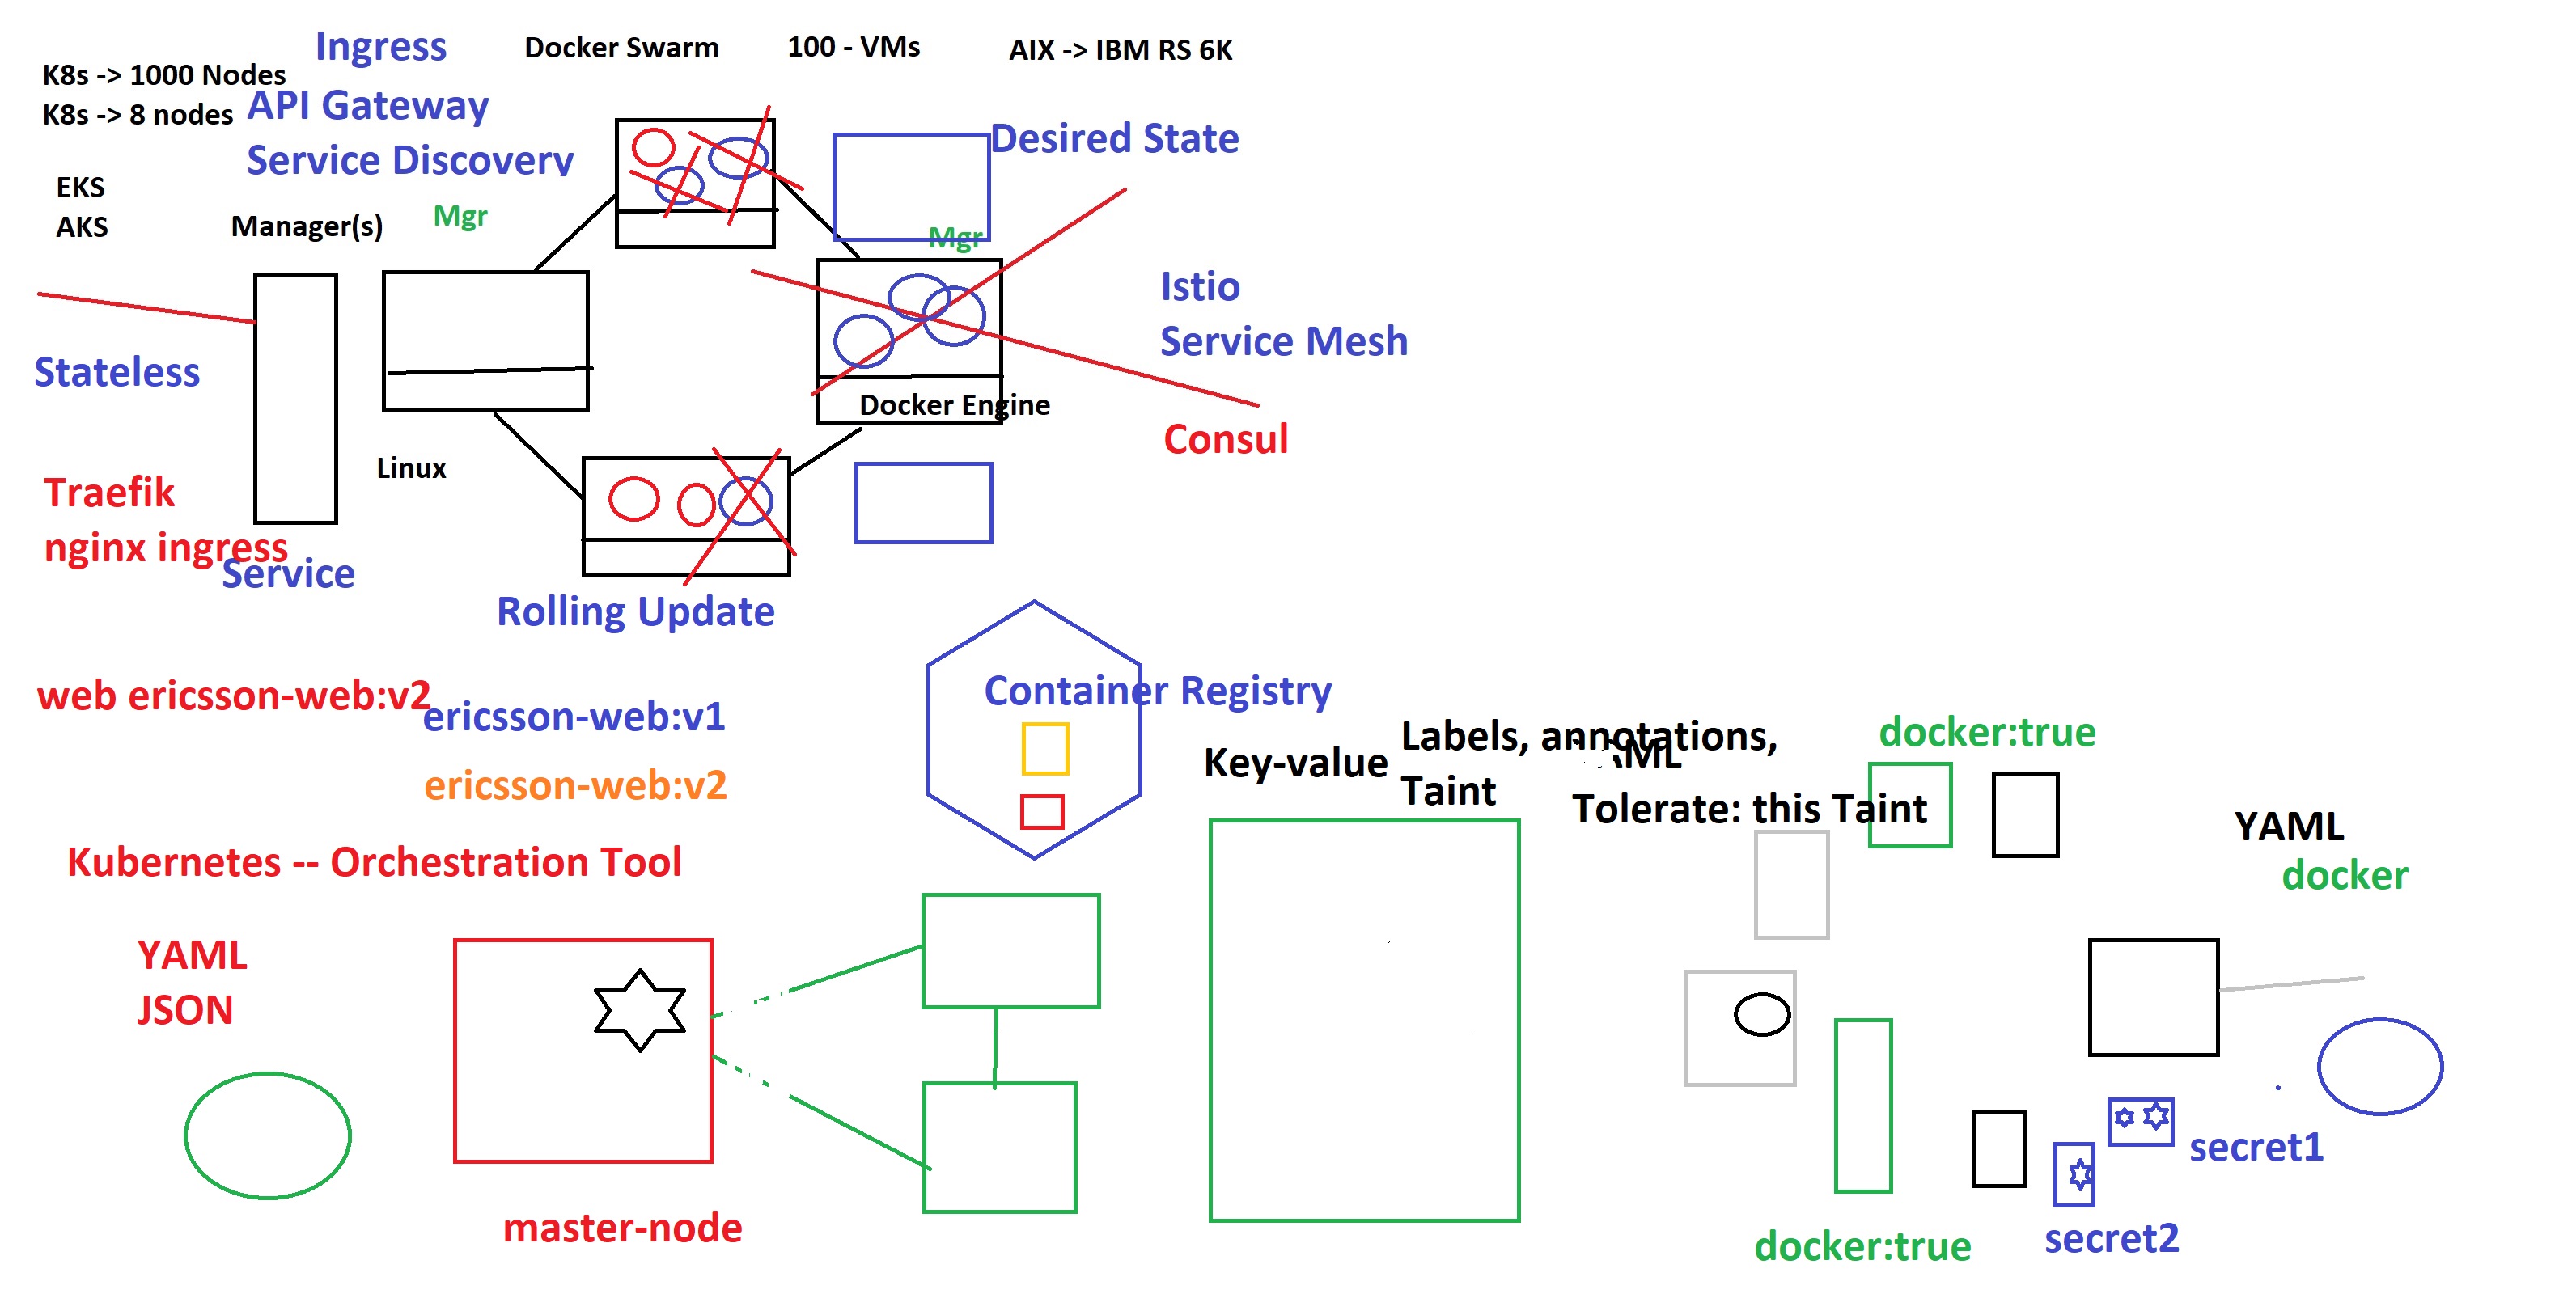 Ingress
Docker Swarm
100 - VMs
AIX -> IBM RS 6K
K8s -> 1000 Nodes
K8s -> 8 nodes
API Gateway
Service Discovery
Desired State
EKS
AKS
Manager(s)
Mgr
Mgr
Istio
Service Mesh
Stateless
Docker Engine
Consul
Linux
Traefik
nginx ingress
Service
Rolling Update
web ericsson-web:v2
ericsson-web:v1
ericsson-web:v2
Container Registry
Key-value
Labels, annotations,
Taint
Tolerate: this Taint
docker:true
YAML
docker
Kubernetes -- Orchestration Tool
YAML
JSON
master-node
secret1
secret2
docker:true